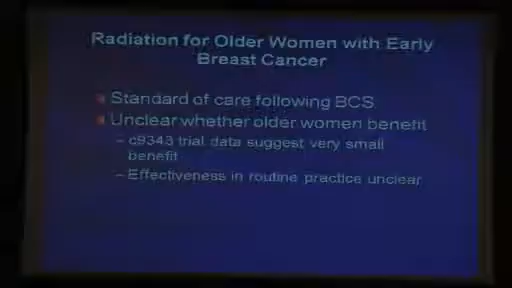 Radiation for Older Women with Early
Breast Cancer
Standard of care following BCS
Unclear whether older women benefit
– c9343 trial data suggest very small
benefit
– Effectiveness in routine practice unclear